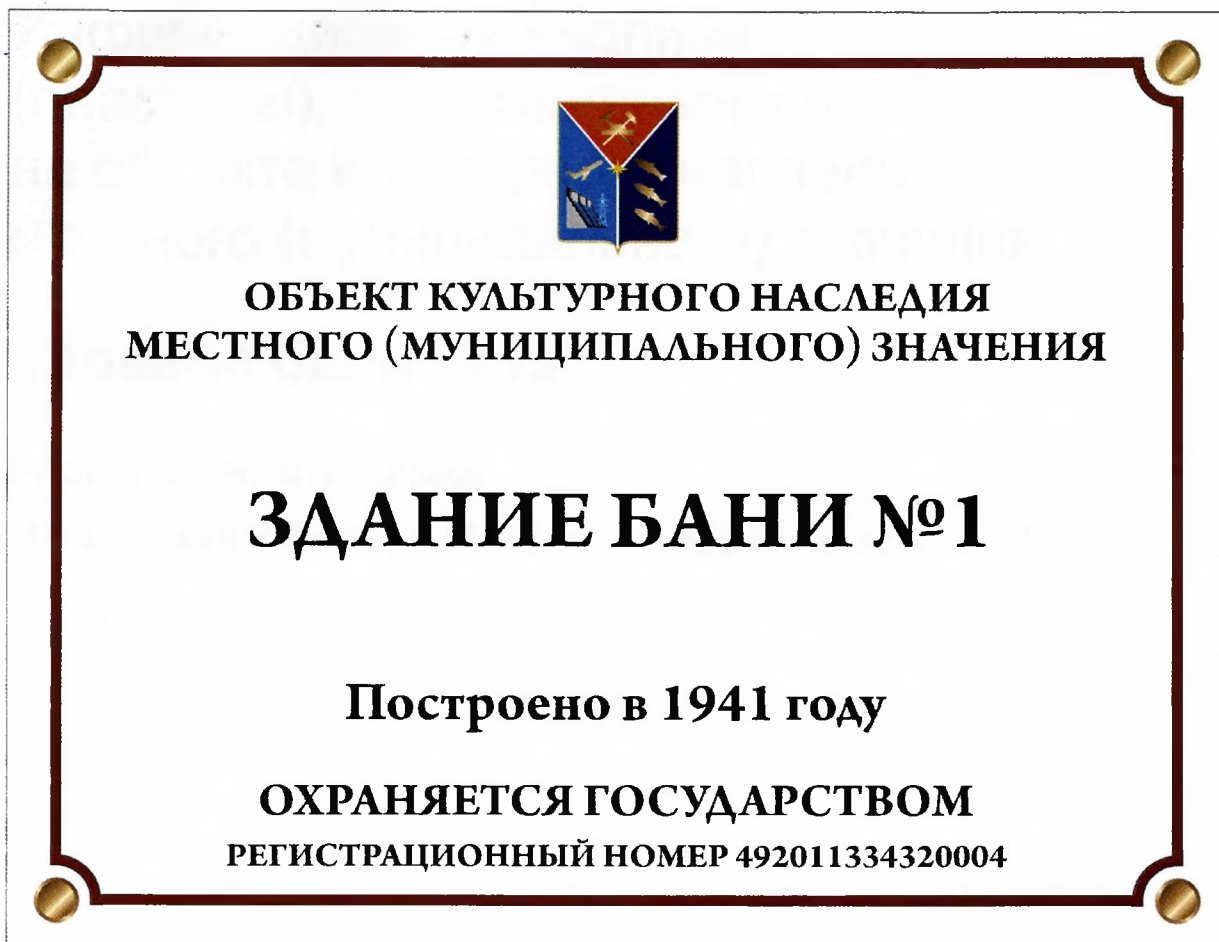 ОБЪЕКТ КУЛЬТУРНОГО НАСЛЕДИЯ
МЕСТНОГО (МУНИЦИПАЛЬНОГО) ЗНАЧЕНИЯ
ЗДАНИЕ БАНИ №1
Построено в 1941 году
ОХРАНЯЕТСЯ ГОСУДАРСТВОМ
РЕГИСТРАЦИОННЫЙ НОМЕР 492011334320004